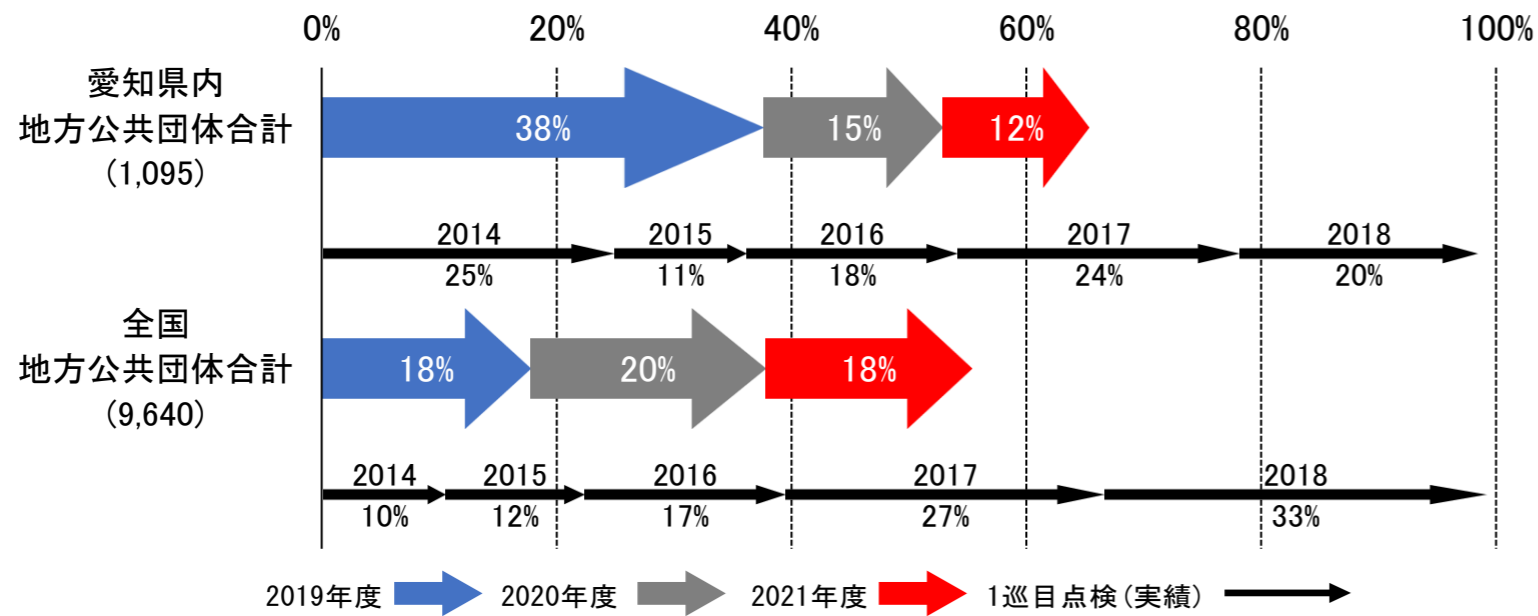 0% 20% 40% 60% 80% 100%
愛知県内
地方公共団体合計
(1,095)
38% 15% 12%
2014 2015 2016 2017 2018
25% 11% 18% 24% 20%
全国
地方公共団体合計
(9,640)
18% 20% 18%
2014 2015 2016 2017 2018
10% 12% 17% 27% 33%
2019年度 2020年度 2021年度 1巡目点検(実績)